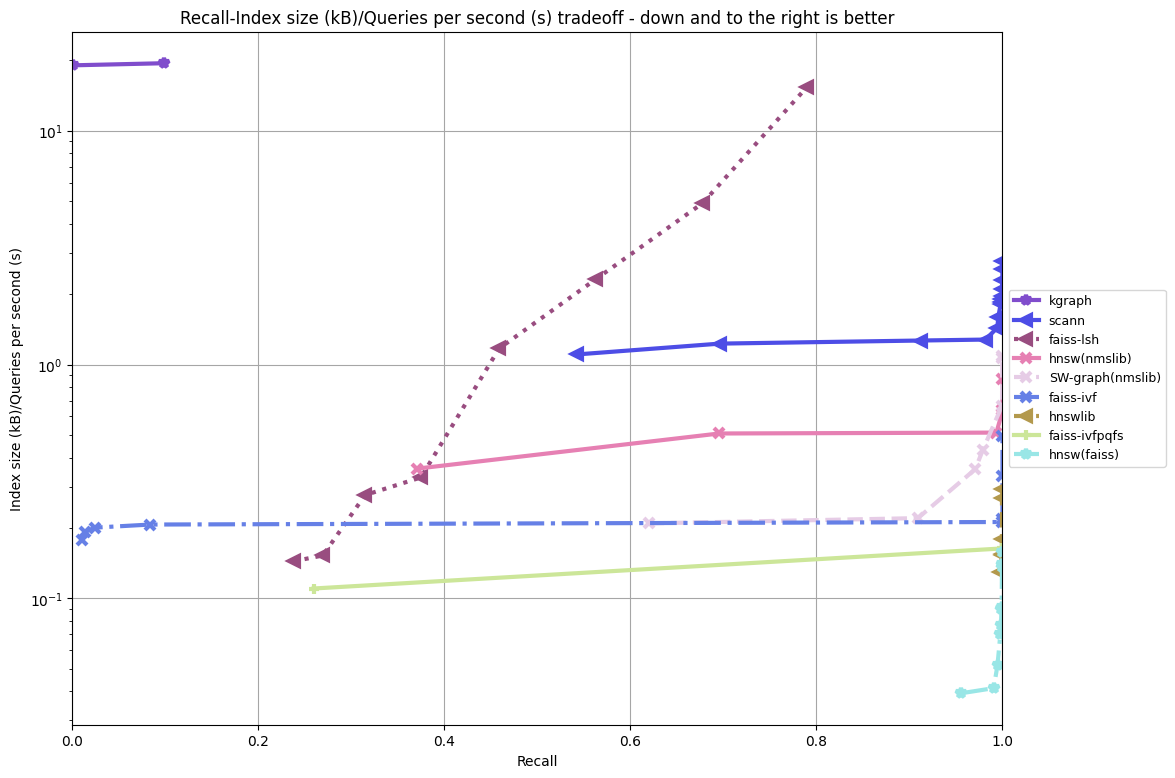 Recall-Index size (kB)/Queries per second (s) tradeoff - down and to the right is better
Index size (kB)/Queries per second (s)
10¹
10⁰
10⁻¹
0.0 0.2 0.4 0.6 0.8 1.0
Recall
kgraph
scann
faiss-lsh
hnsw(nmslib)
SW-graph(nmslib)
faiss-ivf
hnswlib
faiss-ivfpqfs
hnsw(faiss)